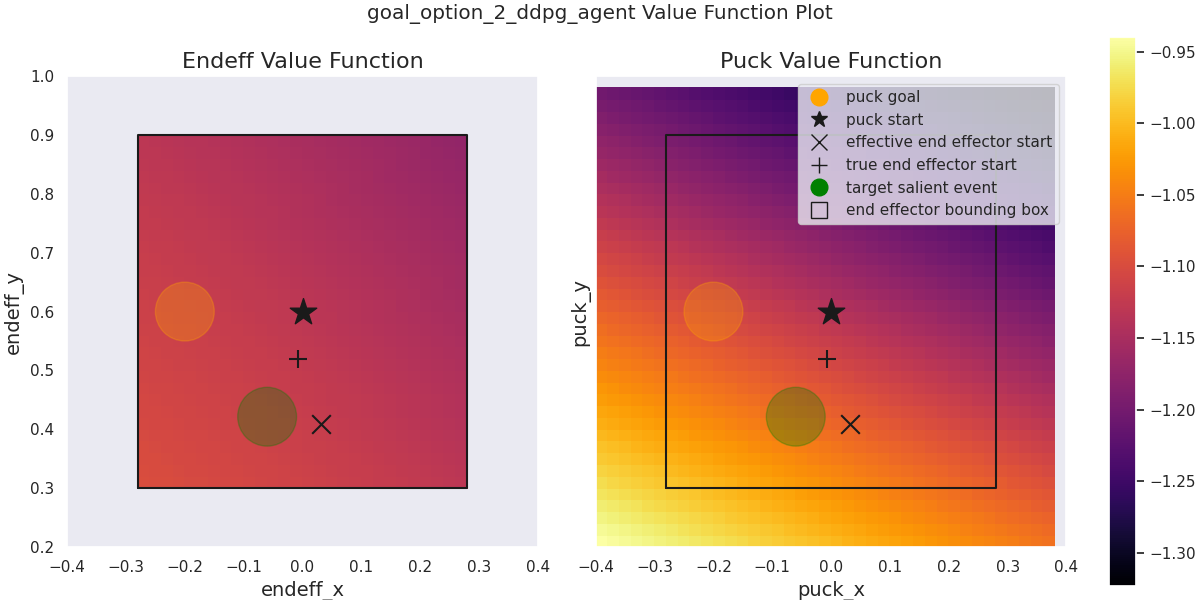 goal_option_2_ddpg_agent Value Function Plot
Endeff Value Function
1.0
0.9
0.8
0.7
0.6
0.5
0.4
0.3
0.2
endeff_y
−0.4 −0.3 −0.2 −0.1 0.0 0.1 0.2 0.3 0.4
endeff_x
Puck Value Function
puck goal
puck start
effective end effector start
true end effector start
target salient event
end effector bounding box
puck_y
−0.4 −0.3 −0.2 −0.1 0.0 0.1 0.2 0.3 0.4
puck_x
−0.95
−1.00
−1.05
−1.10
−1.15
−1.20
−1.25
−1.30